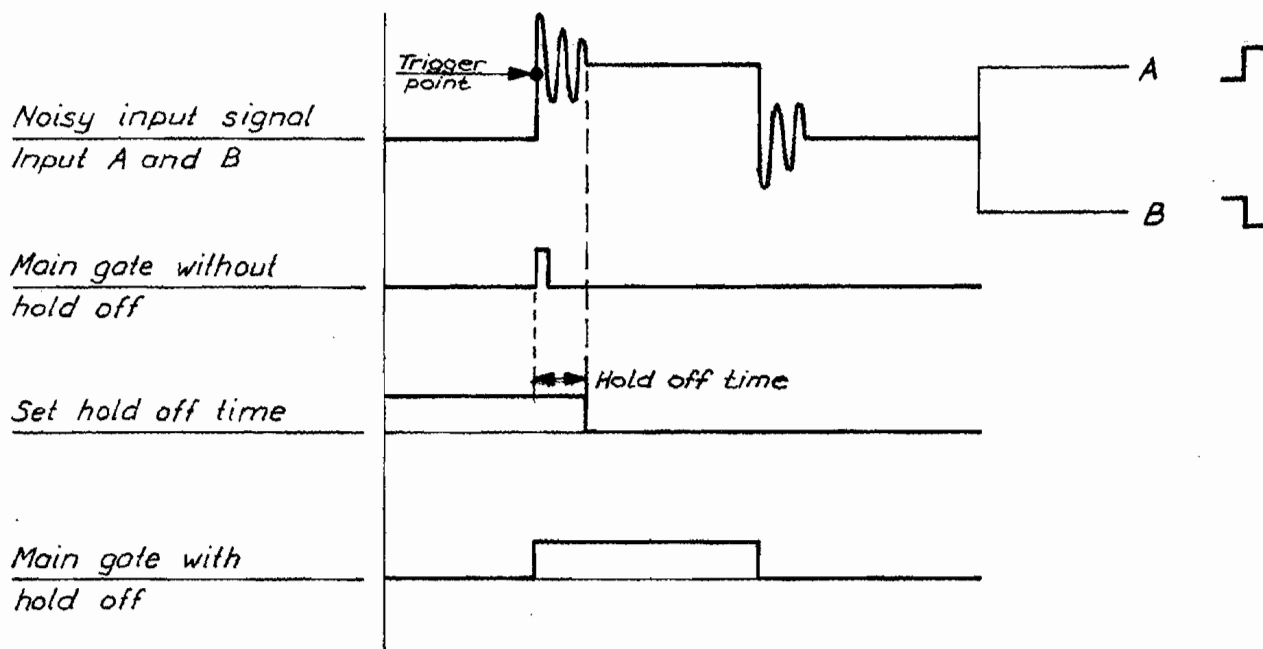 Trigger
point
Noisy input signal
Input A and B
A
B
Main gate without
hold off
Hold off time
Set hold off time
Main gate with
hold off